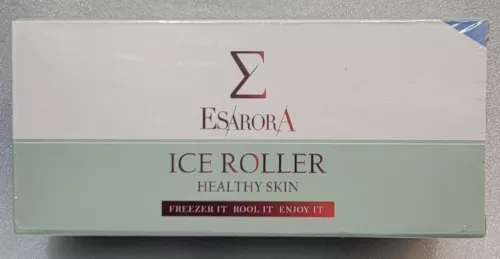 Σ
ESARORA
ICE ROLLER
HEALTHY SKIN
FREEZER IT ROOL IT ENJOY IT